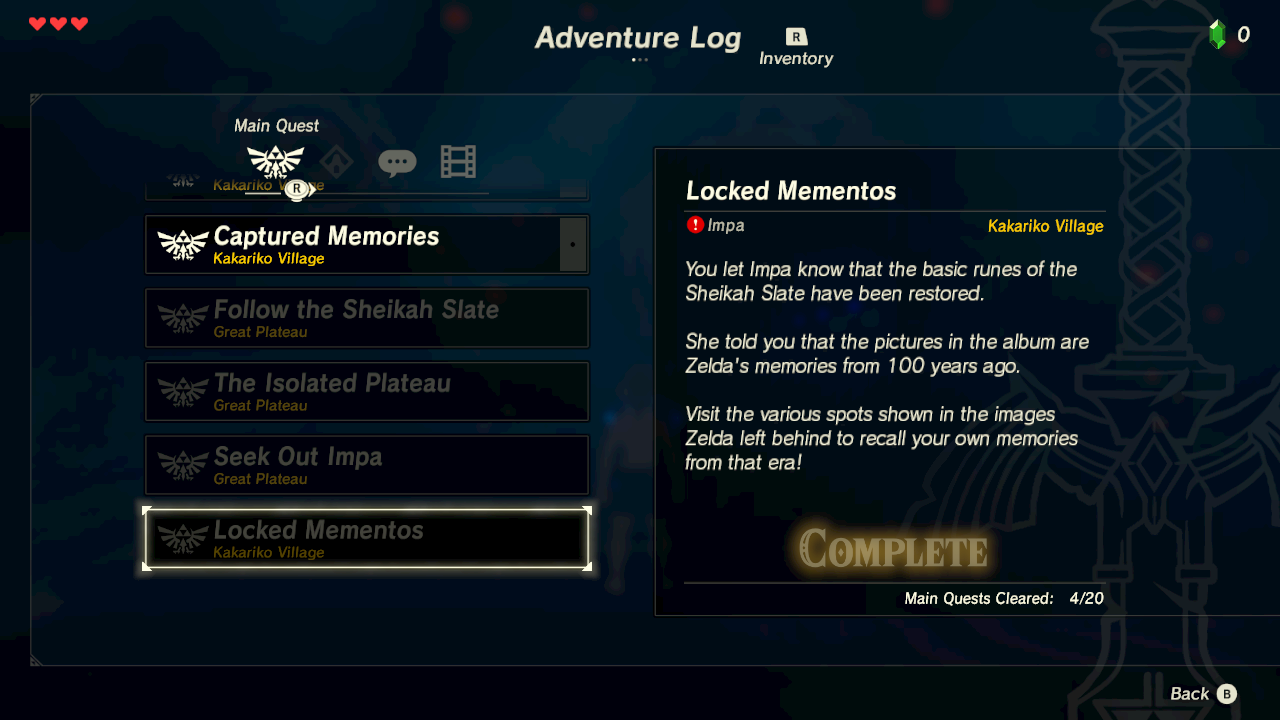 Adventure Log
R
Inventory
0
Main Quest
R
Kakariko Village
Captured Memories
Kakariko Village
Follow the Sheikah Slate
Great Plateau
The Isolated Plateau
Great Plateau
Seek Out Impa
Great Plateau
Locked Mementos
Kakariko Village
Locked Mementos
! Impa
Kakariko Village
You let Impa know that the basic runes of the
Sheikah Slate have been restored.
She told you that the pictures in the album are
Zelda's memories from 100 years ago.
Visit the various spots shown in the images
Zelda left behind to recall your own memories
from that era!
COMPLETE
Main Quests Cleared: 4/20
Back B